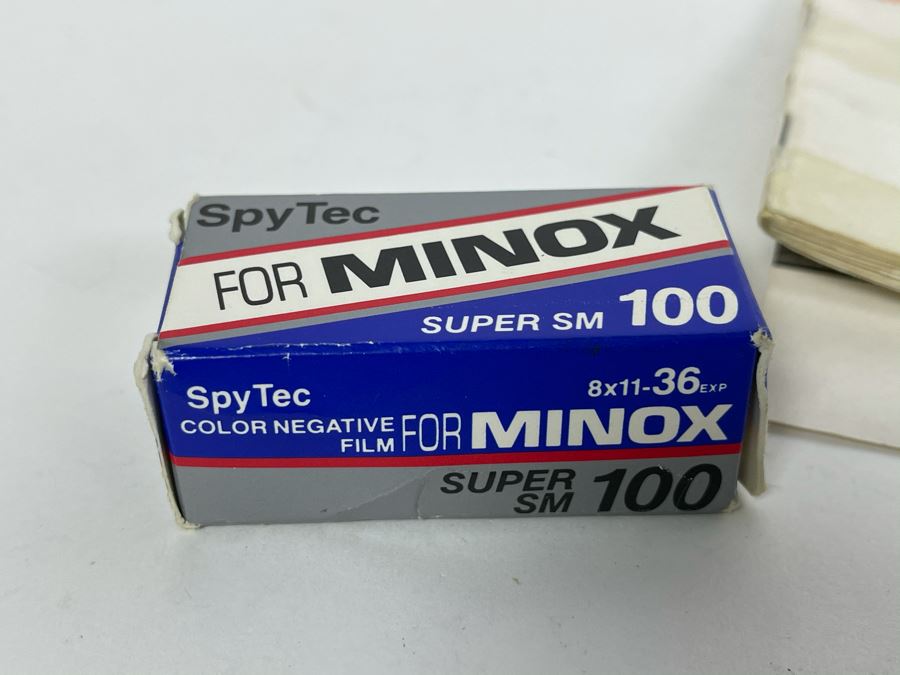 SpyTec
FOR MINOX
SUPER SM 100
SpyTec
8x11-36EXP
COLOR NEGATIVE
FILM FOR MINOX
SUPER
SM 100